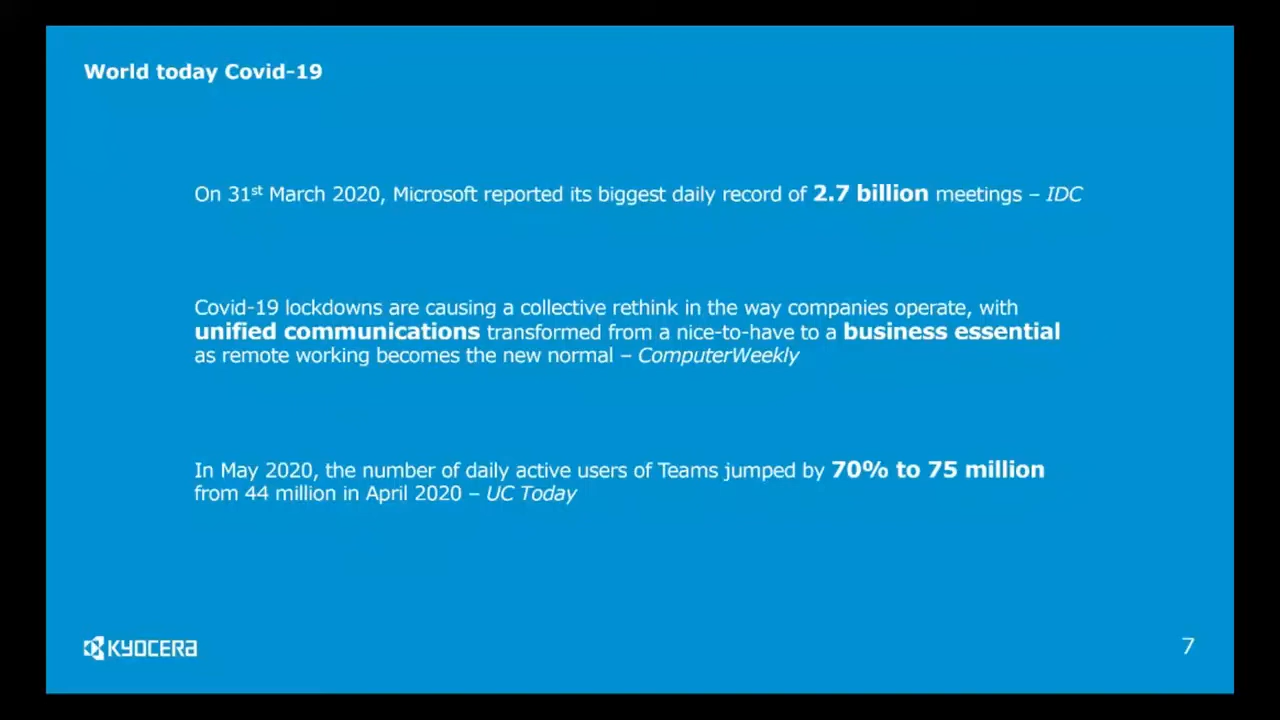 World today Covid-19
On 31st March 2020, Microsoft reported its biggest daily record of 2.7 billion meetings – IDC
Covid-19 lockdowns are causing a collective rethink in the way companies operate, with
unified communications transformed from a nice-to-have to a business essential
as remote working becomes the new normal – ComputerWeekly
In May 2020, the number of daily active users of Teams jumped by 70% to 75 million
from 44 million in April 2020 – UC Today
KYOCERA
7